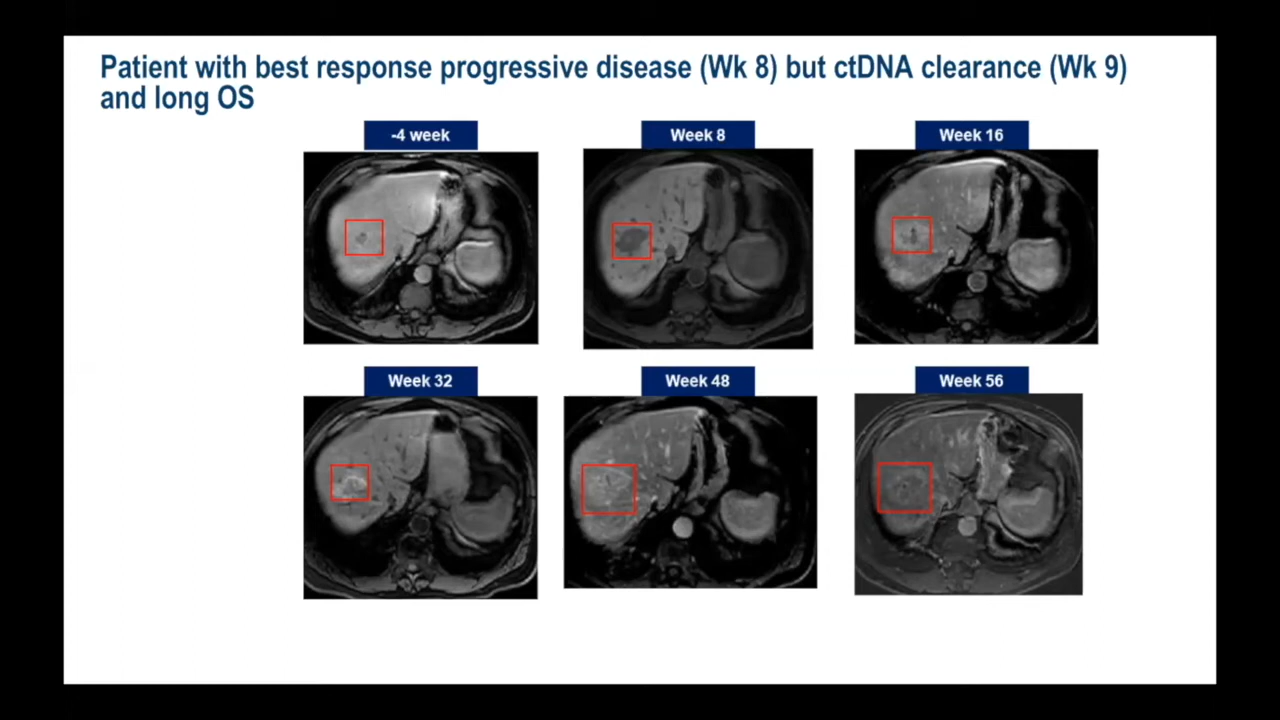 Patient with best response progressive disease (Wk 8) but ctDNA clearance (Wk 9)
and long OS
-4 week
Week 8
Week 16
Week 32
Week 48
Week 56